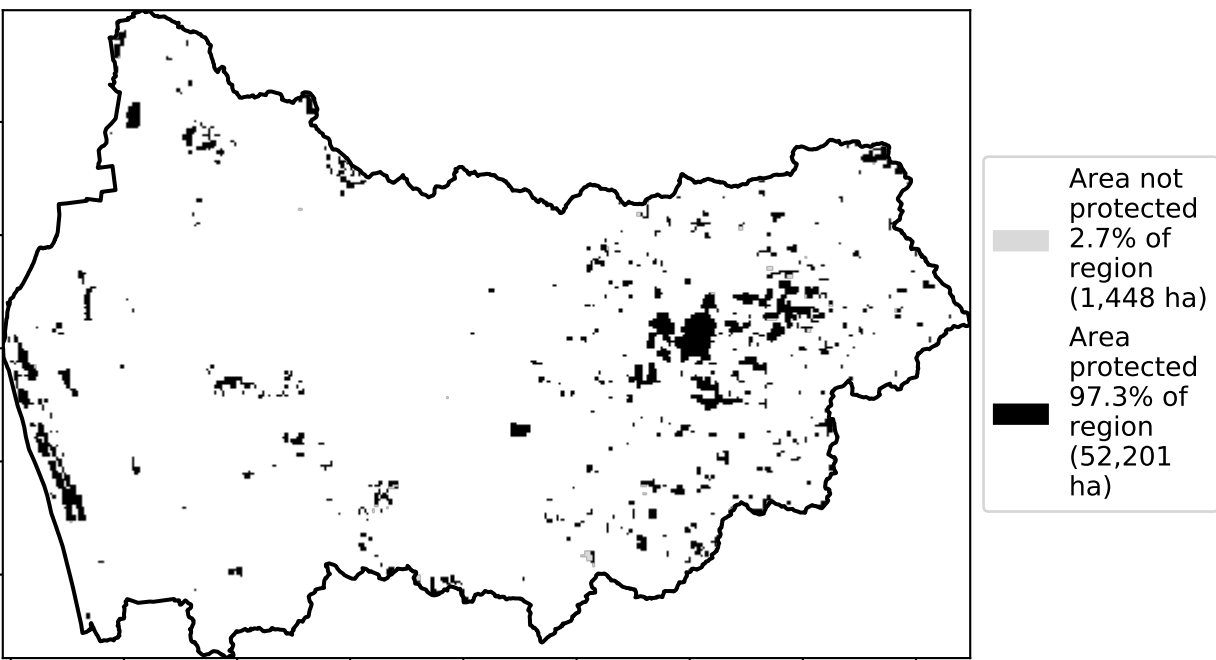 Area not
protected
2.7% of
region
(1,448 ha)
Area
protected
97.3% of
region
(52,201
ha)